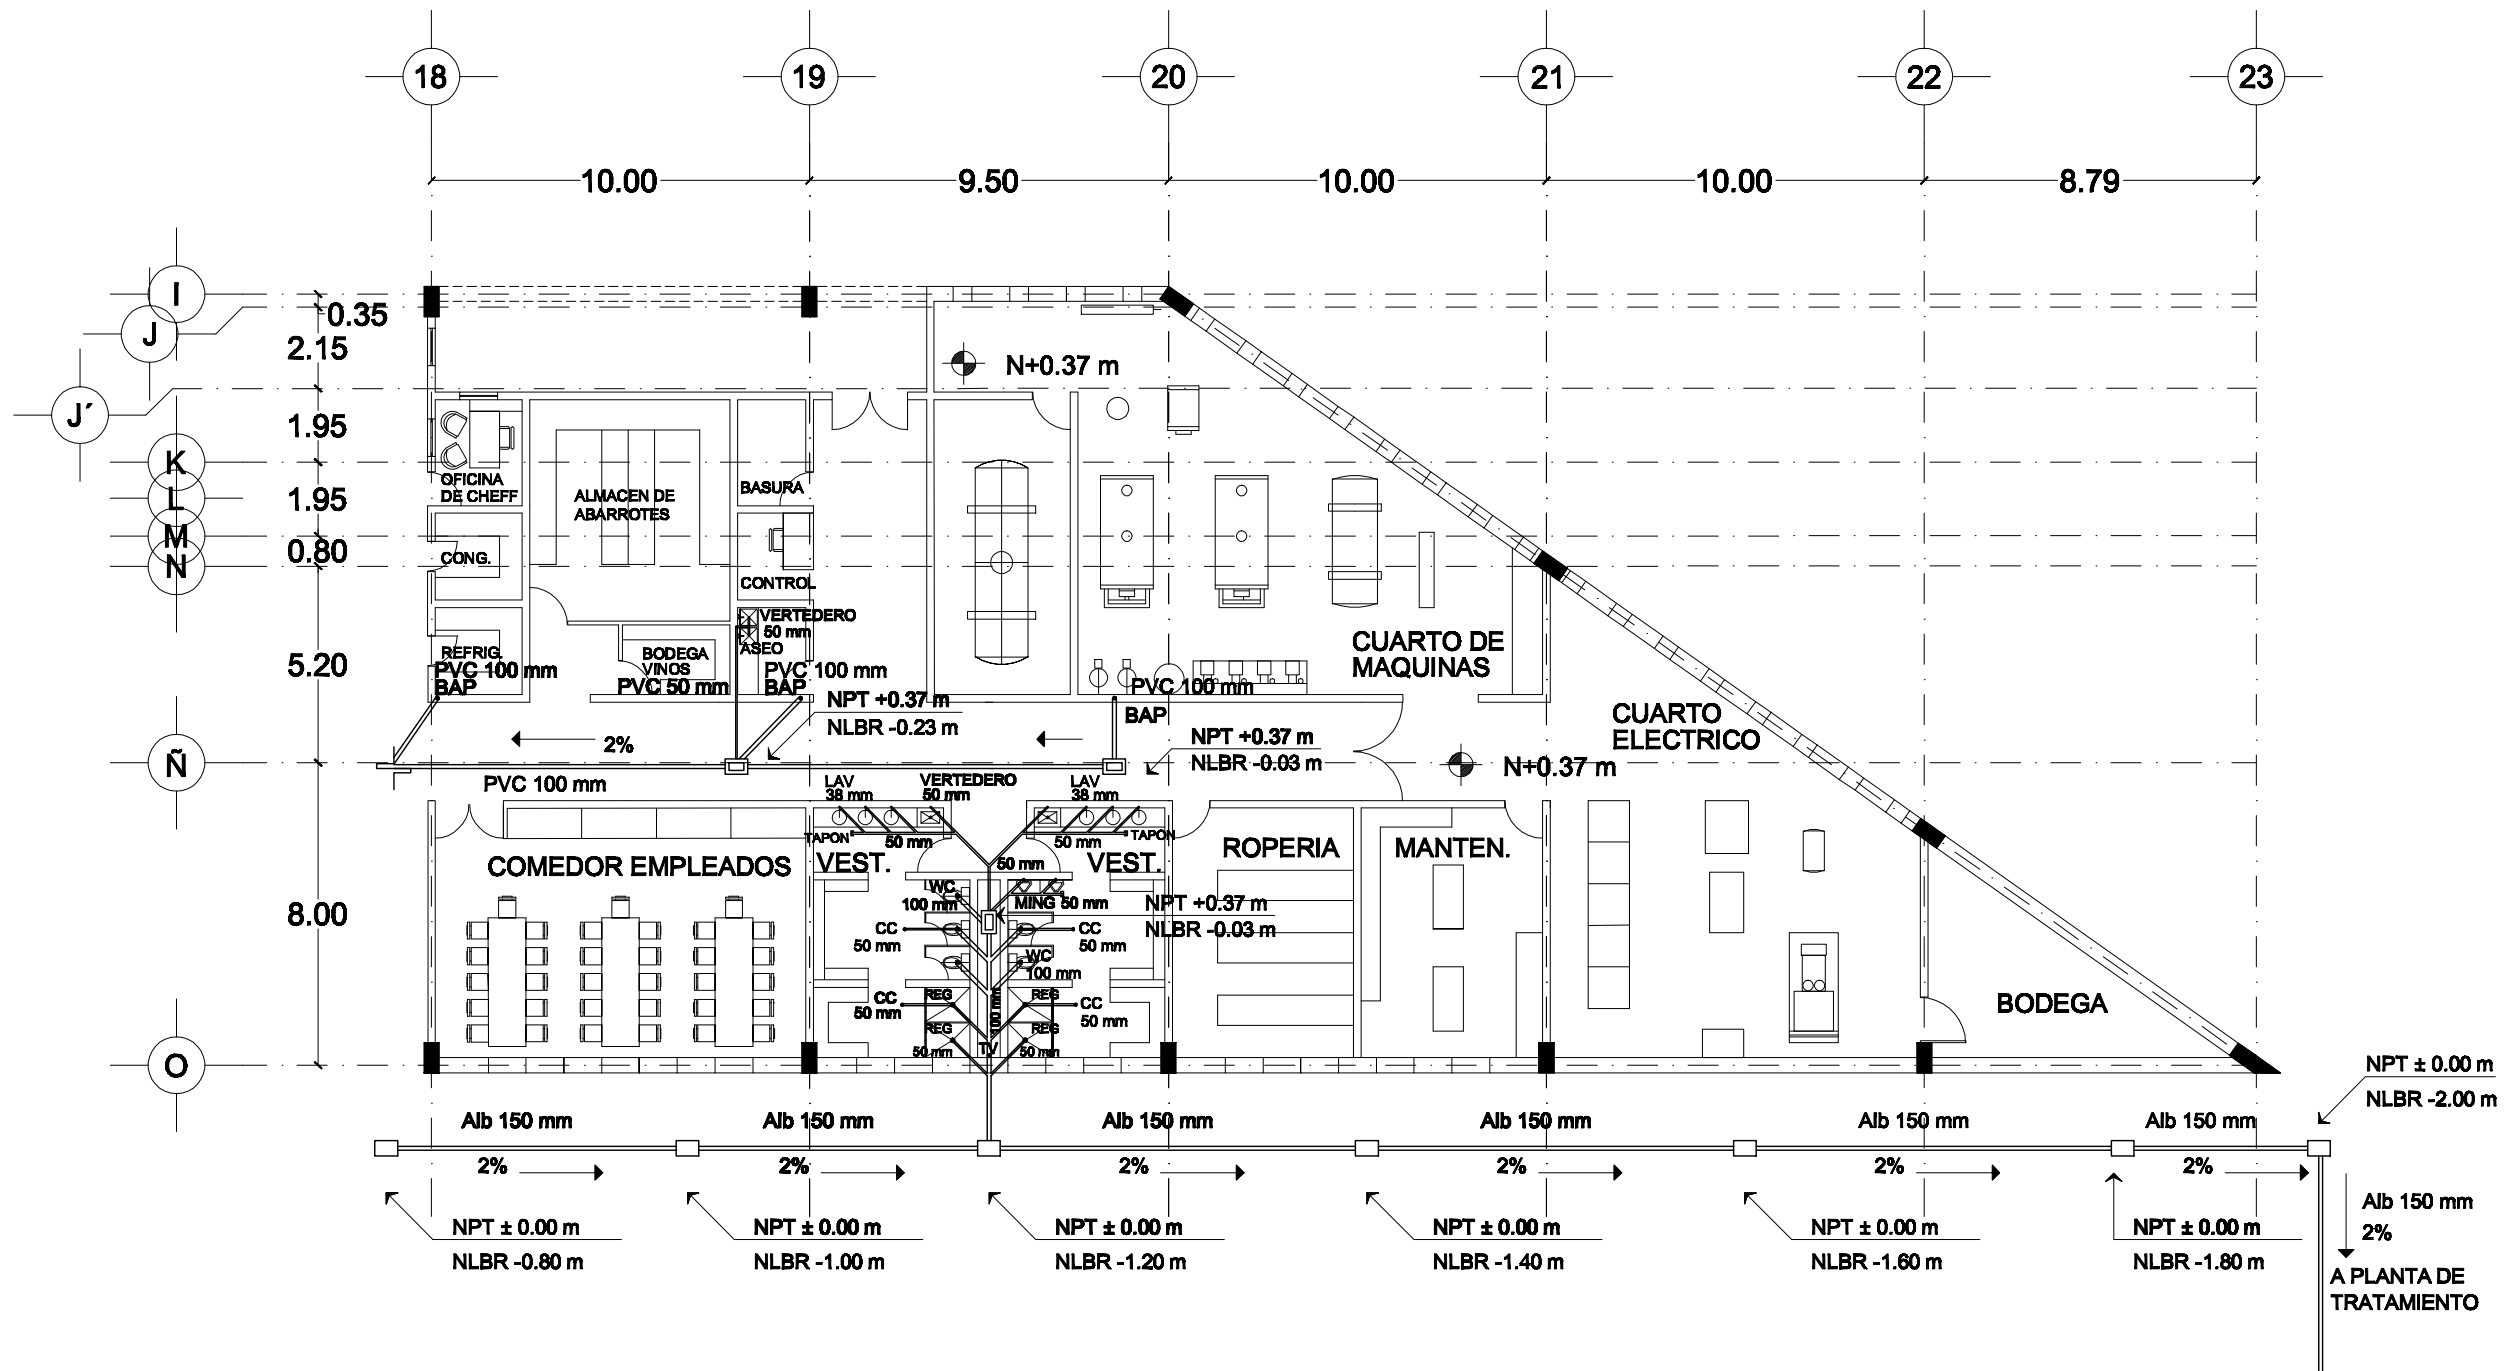 18
19
20
21
22
23
10.00
9.50
10.00
10.00
8.79
I
J
J´
K
L
M
N
Ñ
O
0.35
2.15
1.95
1.95
0.80
5.20
8.00
N+0.37 m
OFICINA
DE CHEFF
ALMACEN DE
ABARROTES
BASURA
CONG.
CONTROL
VERTEDERO
50 mm
ASEO
REFRIG.
BODEGA
VINOS
PVC 100 mm
BAP
PVC 50 mm
PVC 100 mm
BAP
PVC 100 mm
BAP
CUARTO DE
MAQUINAS
NPT +0.37 m
NLBR -0.23 m
NPT +0.37 m
NLBR -0.03 m
CUARTO
ELECTRICO
N+0.37 m
2%
PVC 100 mm
LAV
38 mm
VERTEDERO
50 mm
LAV
38 mm
TAPON
50 mm
50 mm
TAPON
COMEDOR EMPLEADOS
VEST.
50 mm
VEST.
ROPERIA
MANTEN.
WC
100 mm
MING 50 mm
NPT +0.37 m
NLBR -0.03 m
CC
50 mm
CC
50 mm
WC
100 mm
CC
50 mm
REG
REG
CC
50 mm
100 mm
REG
REG
50 mm
TV
50 mm
BODEGA
NPT ± 0.00 m
NLBR -2.00 m
Alb 150 mm
Alb 150 mm
Alb 150 mm
Alb 150 mm
Alb 150 mm
Alb 150 mm
2%
2%
2%
2%
2%
2%
Alb 150 mm
2%
NPT ± 0.00 m
NLBR -0.80 m
NPT ± 0.00 m
NLBR -1.00 m
NPT ± 0.00 m
NLBR -1.20 m
NPT ± 0.00 m
NLBR -1.40 m
NPT ± 0.00 m
NLBR -1.60 m
NPT ± 0.00 m
NLBR -1.80 m
A PLANTA DE
TRATAMIENTO